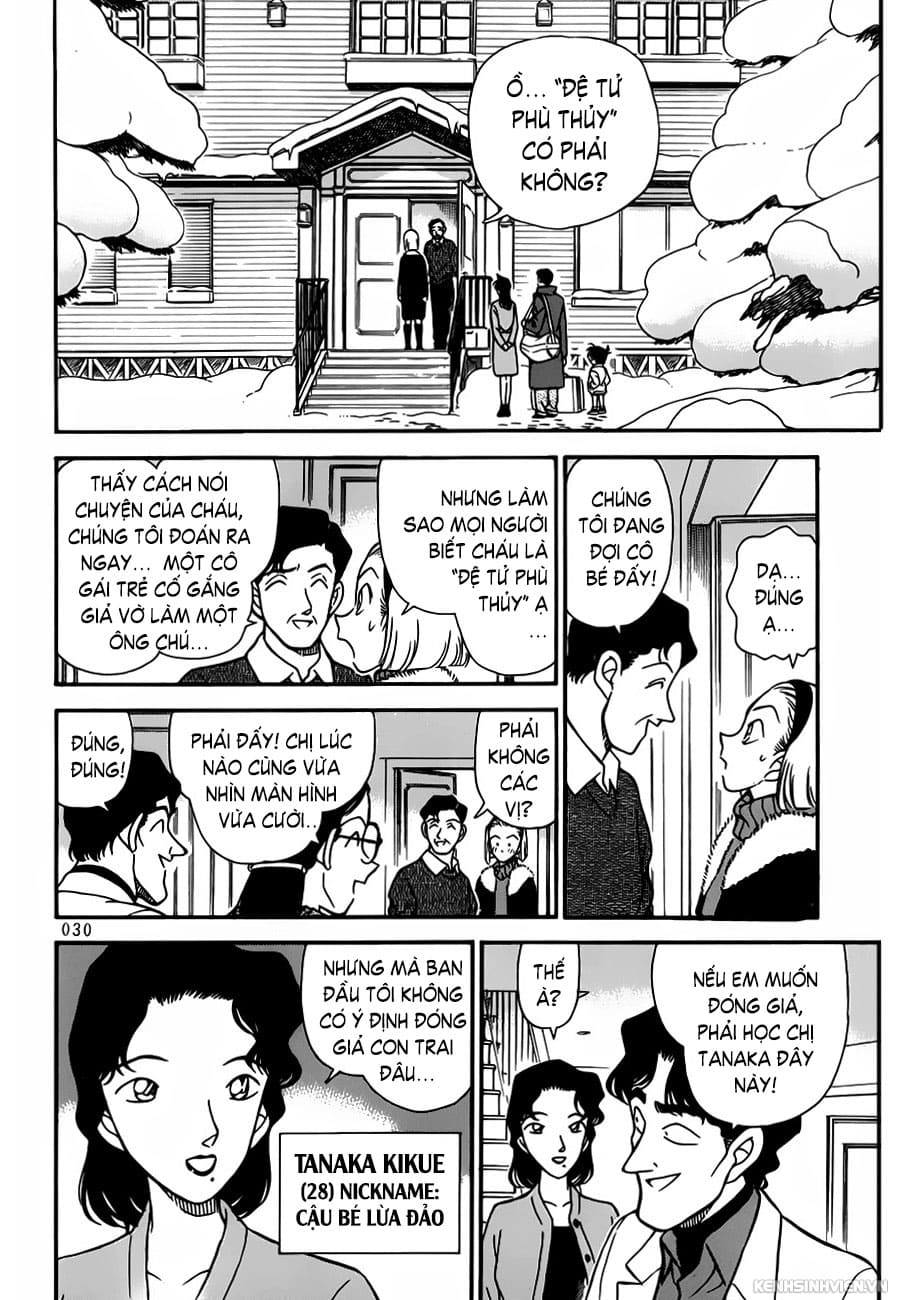 Ồ... "ĐỆ TỬ
PHÙ THỦY"
CÓ PHẢI
KHÔNG?
CHÚNG
TÔI ĐANG
ĐỢI CÔ
BÉ ĐẤY!
DẠ...
ĐÚNG
Ạ...
NHƯNG LÀM
SAO MỌI NGƯỜI
BIẾT CHÁU LÀ
"ĐỆ TỬ PHÙ
THỦY" Ạ
...
THẤY CÁCH NÓI
CHUYỆN CỦA CHÁU,
CHÚNG TÔI ĐOÁN RA
NGAY... MỘT CÔ
GÁI TRẺ CỐ GẮNG
GIẢ VỜ LÀM MỘT
ÔNG CHÚ...
PHẢI
KHÔNG
CÁC
VỊ?
PHẢI ĐẤY! CHỊ LÚC
NÀO CŨNG VỪA
NHÌN MÀN HÌNH
VỪA CƯỜI..
ĐÚNG,
ĐÚNG!
030
NẾU EM MUỐN
ĐÓNG GIẢ,
PHẢI HỌC CHỊ
TANAKA ĐÂY
NÀY!
THẾ
À?
NHƯNG MÀ BAN
ĐẦU TÔI KHÔNG
CÓ Ý ĐỊNH ĐÓNG
GIẢ CON TRAI
ĐÂU...
TANAKA KIKUE
(28) NICKNAME:
CẬU BÉ LỪA ĐẢO
KENHSINHVIEN.VN